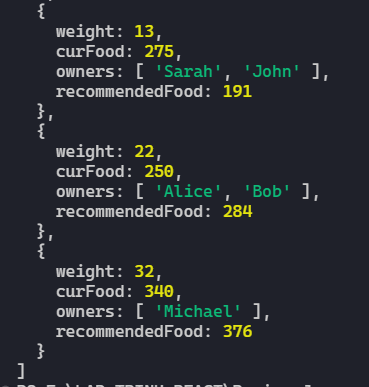 {
weight: 13,
curFood: 275,
owners: [ 'Sarah', 'John' ],
recommendedFood: 191
},
{
weight: 22,
curFood: 250,
owners: [ 'Alice', 'Bob' ],
recommendedFood: 284
},
{
weight: 32,
curFood: 340,
owners: [ 'Michael' ],
recommendedFood: 376
}
]